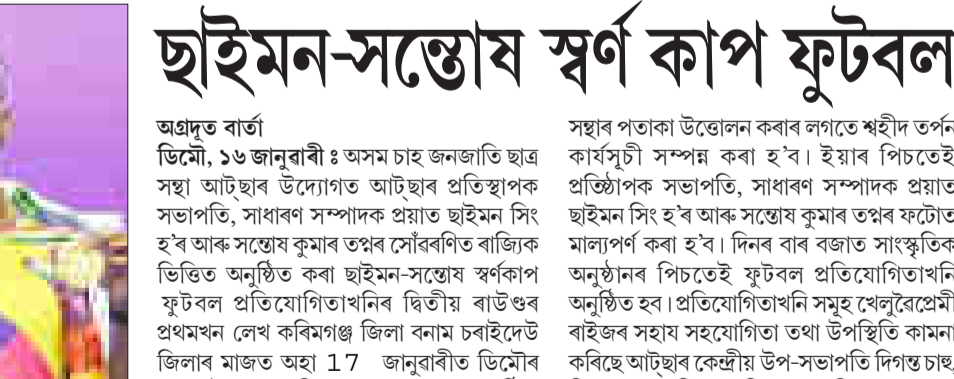 ছাইমন-সন্তোষ স্বৰ্ণ কাপ ফুটবল
অগ্ৰদূত বাৰ্তা
ডিমৌ, ১৬ জানুৱাৰী ঃ অসম চাহ জনজাতি ছাত্ৰ
সন্থা আট্ছাৰ উদ্যোগত আট্ছাৰ প্ৰতিস্থাপক
সভাপতি, সাধাৰণ সম্পাদক প্ৰয়াত ছাইমন সিং
হ’ৰ আৰু সন্তোষ কুমাৰ তপ্নৰ সোঁৱৰণিত ৰাজ্যিক
ভিত্তিত অনুষ্ঠিত কৰা ছাইমন-সন্তোষ স্বৰ্ণকাপ
ফুটবল প্ৰতিযোগিতাখনিৰ দ্বিতীয় ৰাউণ্ডৰ
প্ৰথমখন লেখ কৰিমগঞ্জ জিলা বনাম চৰাইদেউ
জিলাৰ মাজত অহা 17 জানুৱাৰীত ডিমৌৰ
সন্থাৰ পতাকা উত্তোলন কৰাৰ লগতে শ্বহীদ তৰ্পন
কাৰ্যসূচী সম্পন্ন কৰা হ’ব। ইয়াৰ পিচতেই
প্ৰতিষ্ঠাপক সভাপতি, সাধাৰণ সম্পাদক প্ৰয়াত
ছাইমন সিং হ’ৰ আৰু সন্তোষ কুমাৰ তপ্নৰ ফটোত
মাল্যপৰ্ণ কৰা হ’ব। দিনৰ বাৰ বজাত সাংস্কৃতিক
অনুষ্ঠানৰ পিচতেই ফুটবল প্ৰতিযোগিতাখনি
অনুষ্ঠিত হব। প্ৰতিযোগিতাখনি সমূহ খেলুৱৈপ্ৰেমী
ৰাইজৰ সহায্য সহযোগিতা তথা উপস্থিতি কামনা
কৰিছে আট্ছাৰ কেন্দ্ৰীয় উপ-সভাপতি দিগন্ত চাহু,